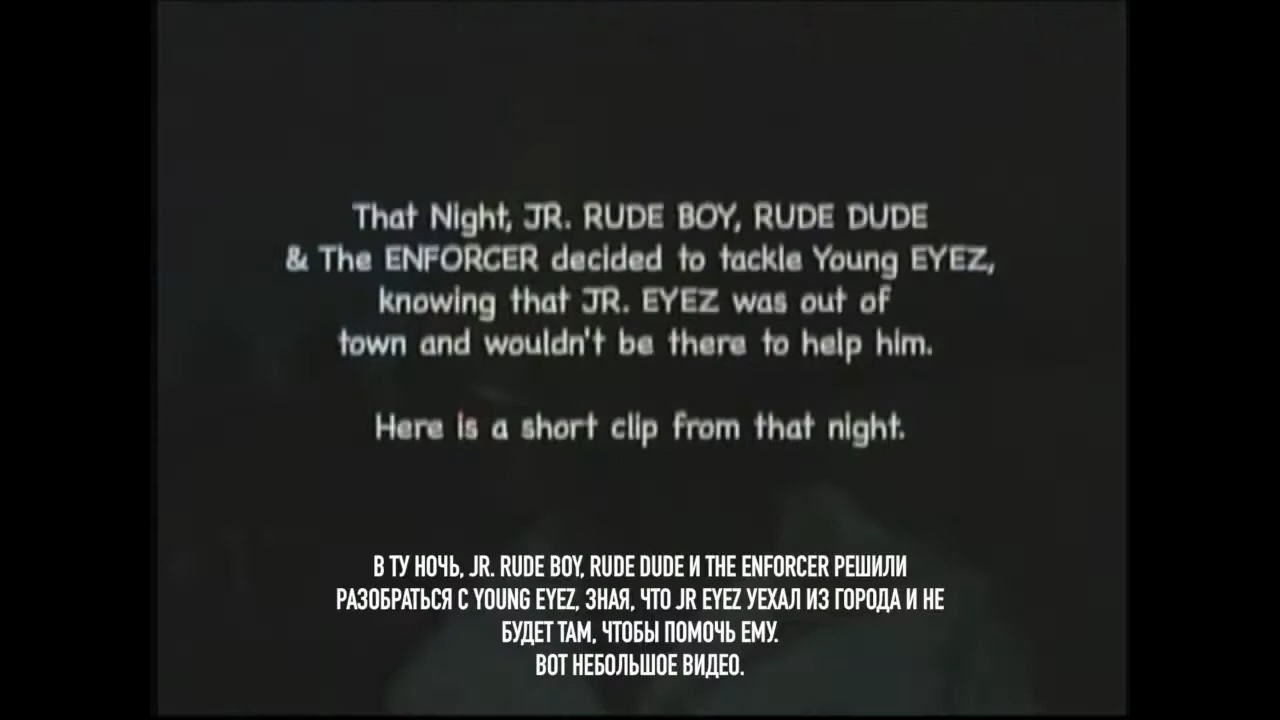 That Night, JR. RUDE BOY, RUDE DUDE
& The ENFORCER decided to tackle Young EYEZ,
knowing that JR. EYEZ was out of
town and wouldn't be there to help him.
Here is a short clip from that night.
В ТУ НОЧЬ, JR. RUDE BOY, RUDE DUDE И THE ENFORCER РЕШИЛИ
РАЗОБРАТЬСЯ С YOUNG EYEZ, ЗНАЯ, ЧТО JR EYEZ УЕХАЛ ИЗ ГОРОДА И НЕ
БУДЕТ ТАМ, ЧТОБЫ ПОМОЧЬ ЕМУ.
ВОТ НЕБОЛЬШОЕ ВИДЕО.